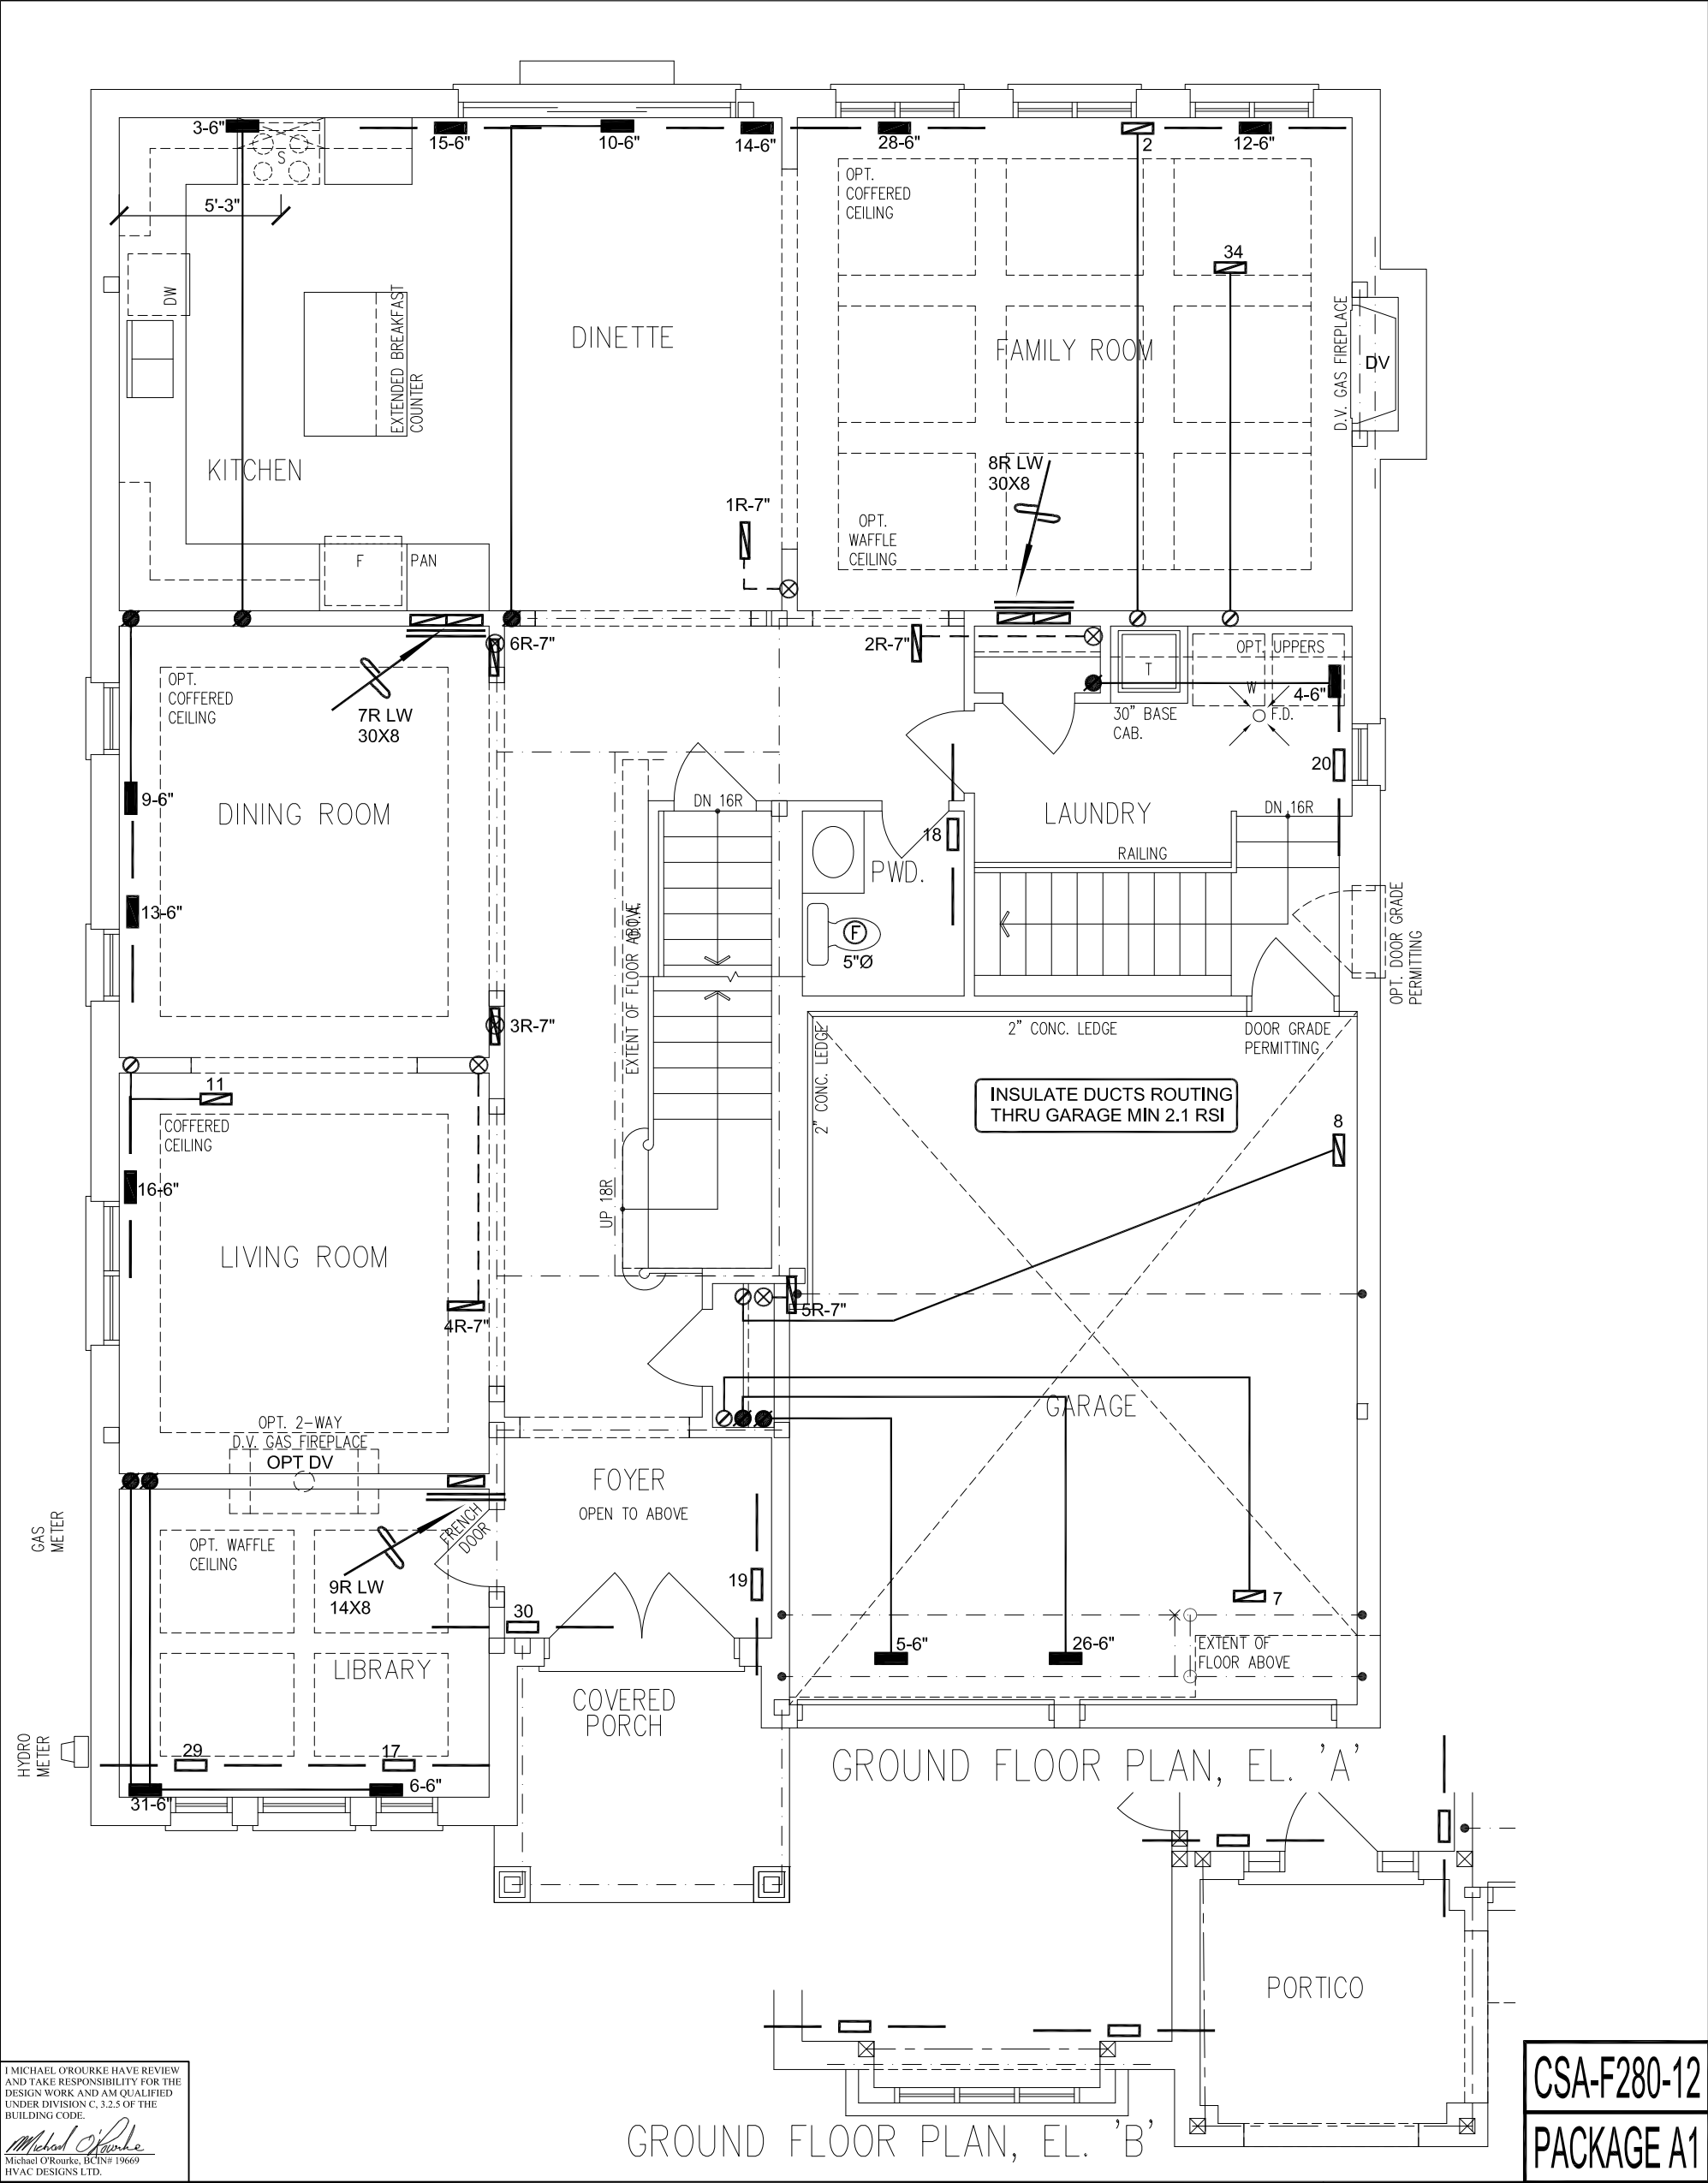 3-6"
15-6"
10-6"
14-6"
28-6"
2
12-6"
S
5'-3"
DW
EXTENDED BREAKFAST
COUNTER
DINETTE
KITCHEN
F
PAN
OPT.
COFFERED
CEILING
34
FAMILY ROOM
D.V. GAS FIREPLACE
DV
8R LW
30X8
OPT.
WAFFLE
CEILING
1R-7"
6R-7"
2R-7"
OPT. UPPERS
T
W
4-6"
F.D.
30" BASE
CAB.
20
OPT.
COFFERED
CEILING
7R LW
30X8
9-6"
DINING ROOM
13-6"
DN 16R
18
PWD.
F
5"Ø
LAUNDRY
DN 16R
RAILING
OPT. DOOR GRADE
PERMITTING
EXTENT OF FLOOR ABOVE
3R-7"
2" CONC. LEDGE
2" CONC. LEDGE
DOOR GRADE
PERMITTING
INSULATE DUCTS ROUTING
THRU GARAGE MIN 2.1 RSI
8
11
COFFERED
CEILING
16-6"
UP 18R
LIVING ROOM
4R-7"
5R-7"
GARAGE
OPT. 2-WAY
D.V. GAS FIREPLACE
OPT DV
FOYER
OPEN TO ABOVE
GAS
METER
FRENCH
DOOR
OPT. WAFFLE
CEILING
9R LW
14X8
19
30
7
5-6"
26-6"
EXTENT OF
FLOOR ABOVE
LIBRARY
COVERED
PORCH
HYDRO
METER
29
17
31-6"
6-6"
GROUND FLOOR PLAN, EL. 'A'
PORTICO
GROUND FLOOR PLAN, EL. 'B'
I MICHAEL O'ROURKE HAVE REVIEW
AND TAKE RESPONSIBILITY FOR THE
DESIGN WORK AND AM QUALIFIED
UNDER DIVISION C, 3.2.5 OF THE
BUILDING CODE.
Michael O'Rourke
Michael O'Rourke, BCIN# 19669
HVAC DESIGNS LTD.
CSA-F280-12
PACKAGE A1